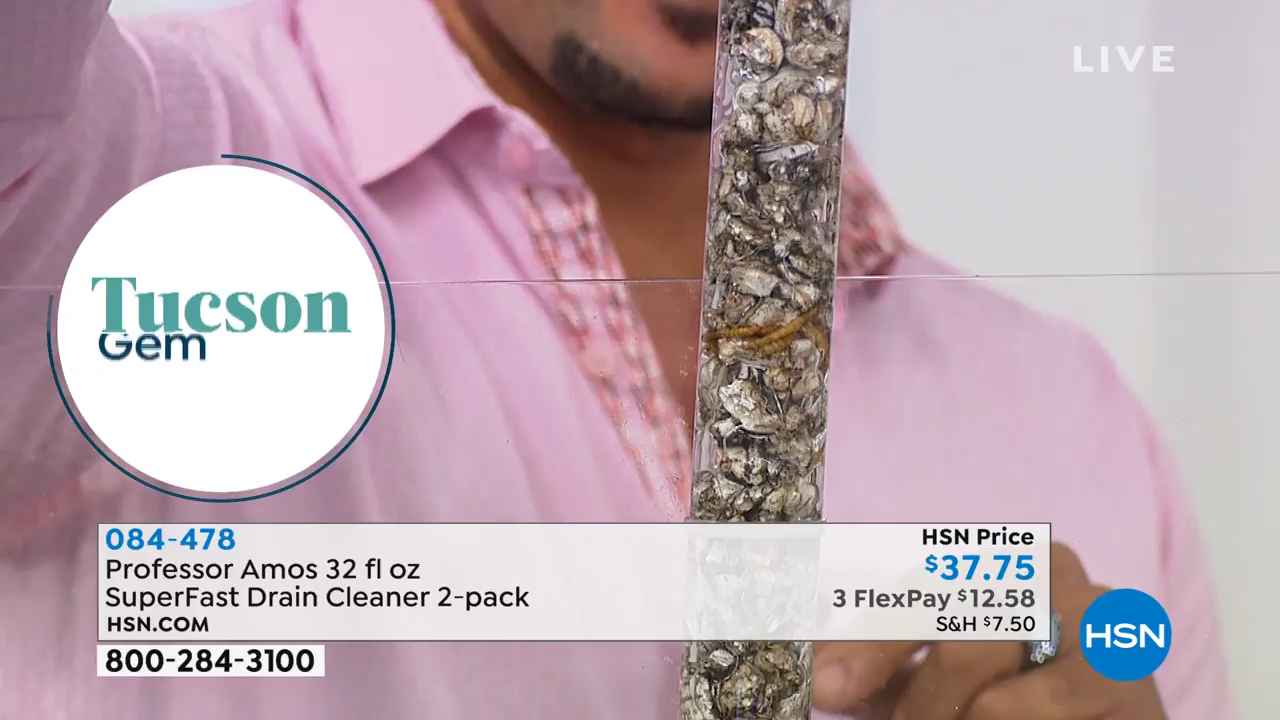 LIVE
Tucson
Gem
084-478
Professor Amos 32 fl oz
SuperFast Drain Cleaner 2-pack
HSN.COM
HSN Price
$37.75
3 FlexPay $12.58
S&H $7.50
800-284-3100
HSN